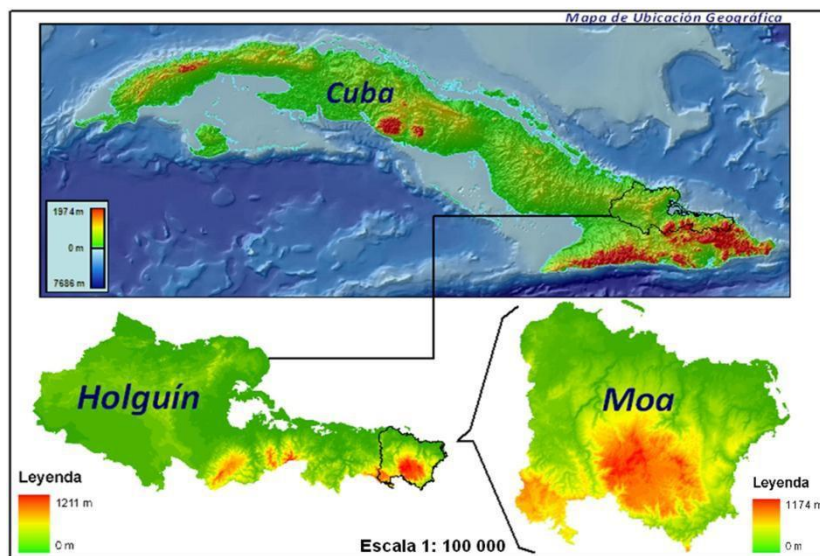 Mapa de Ubicación Geográfica
Cuba
1974 m
0 m
7686 m
Holguín
Moa
Leyenda
1211 m
0 m
Escala 1: 100 000
Leyenda
1174 m
0 m